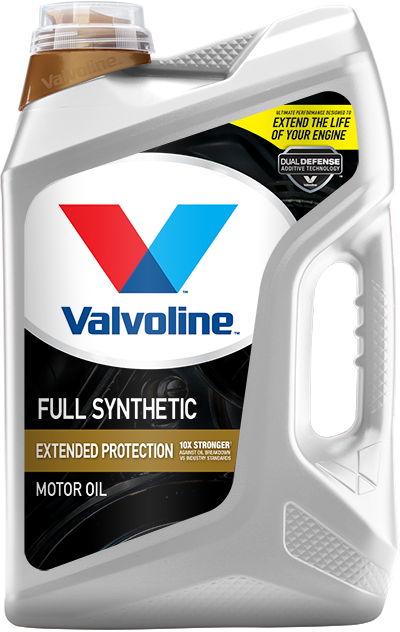 Valvoline
ULTIMATE PERFORMANCE DESIGNED TO
EXTEND THE LIFE
OF YOUR ENGINE
DUAL DEFENSE
ADDITIVE TECHNOLOGY
Valvoline
Valvoline™
FULL SYNTHETIC
EXTENDED PROTECTION
10X STRONGER
AGAINST OIL BREAKDOWN
VS INDUSTRY STANDARDS
MOTOR OIL